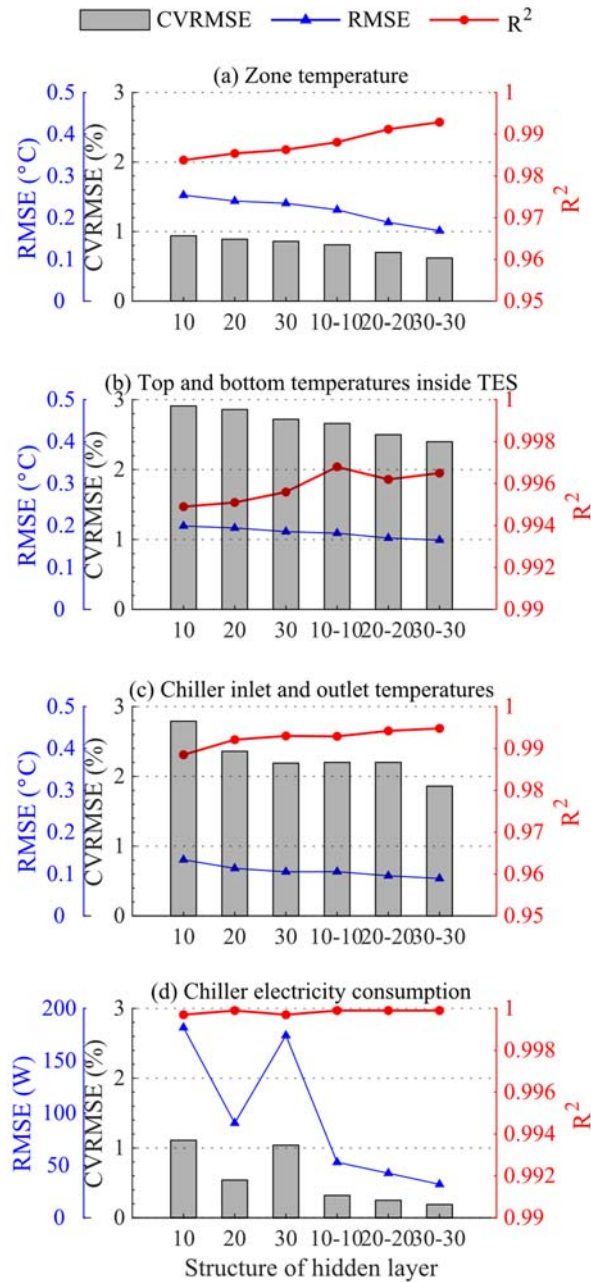 CVRMSE RMSE R²
(a) Zone temperature
RMSE (°C)
CVRMSE (%)
R²
0.5 3 1
0.4 0.99
2
0.3 0.98
0.2 0.97
1
0.1 0.96
0 0 0.95
10 20 30 10-10 20-20 30-30
(b) Top and bottom temperatures inside TES
RMSE (°C)
CVRMSE (%)
R²
0.5 3 1
0.4 0.998
2
0.3 0.996
0.2 0.994
1
0.1 0.992
0 0 0.99
10 20 30 10-10 20-20 30-30
(c) Chiller inlet and outlet temperatures
RMSE (°C)
CVRMSE (%)
R²
0.5 3 1
0.4 0.99
2
0.3 0.98
0.2 0.97
1
0.1 0.96
0 0 0.95
10 20 30 10-10 20-20 30-30
(d) Chiller electricity consumption
RMSE (W)
CVRMSE (%)
R²
200 3 1
0.998
150
2
0.996
100
0.994
1
50
0.992
0 0 0.99
10 20 30 10-10 20-20 30-30
Structure of hidden layer